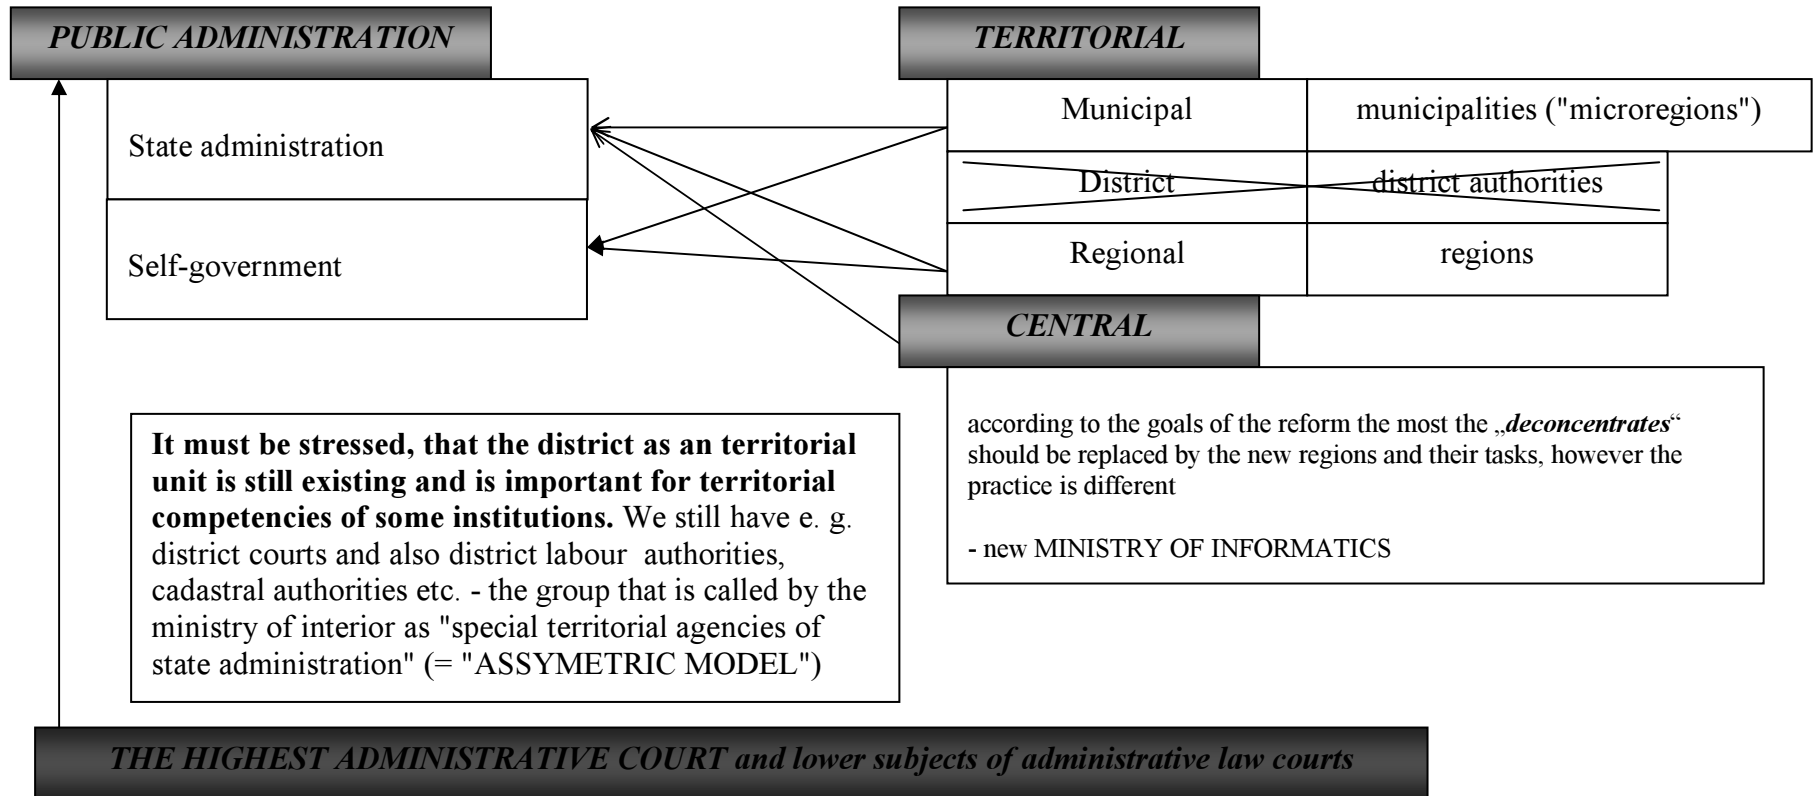 PUBLIC ADMINISTRATION
State administration
Self-government
TERRITORIAL
Municipal
municipalities ("microregions")
District
district authorities
Regional
regions
CENTRAL
according to the goals of the reform the most the „deconcentrates“
should be replaced by the new regions and their tasks, however the
practice is different
- new MINISTRY OF INFORMATICS
It must be stressed, that the district as an territorial
unit is still existing and is important for territorial
competencies of some institutions. We still have e. g.
district courts and also district labour authorities,
cadastral authorities etc. - the group that is called by the
ministry of interior as "special territorial agencies of
state administration" (= "ASSYMETRIC MODEL")
THE HIGHEST ADMINISTRATIVE COURT and lower subjects of administrative law courts